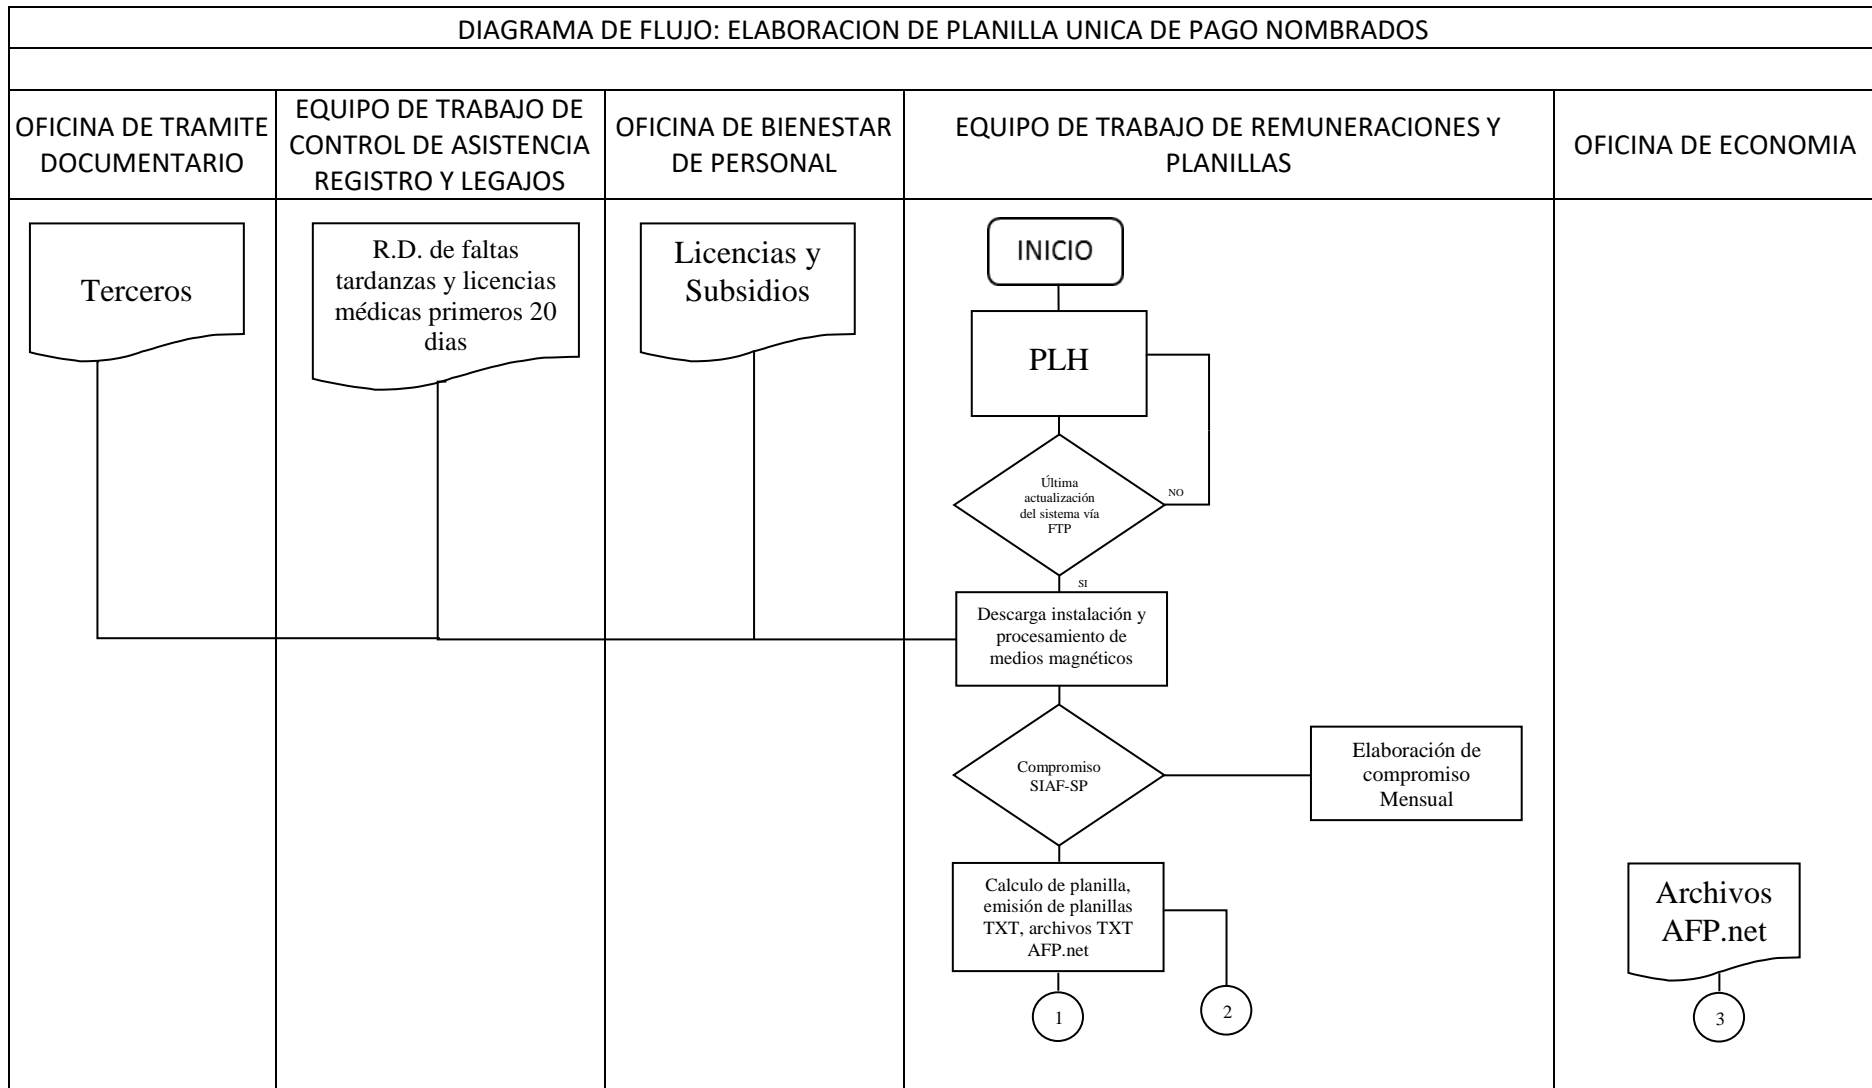 DIAGRAMA DE FLUJO: ELABORACION DE PLANILLA UNICA DE PAGO NOMBRADOS
OFICINA DE TRAMITE
DOCUMENTARIO
EQUIPO DE TRABAJO DE
CONTROL DE ASISTENCIA
REGISTRO Y LEGAJOS
OFICINA DE BIENESTAR
DE PERSONAL
EQUIPO DE TRABAJO DE REMUNERACIONES Y
PLANILLAS
OFICINA DE ECONOMIA
Terceros
R.D. de faltas
tardanzas y licencias
médicas primeros 20
dias
Licencias y
Subsidios
INICIO
PLH
Última
actualización
del sistema vía
FTP
NO
SI
Descarga instalación y
procesamiento de
medios magnéticos
Compromiso
SIAF-SP
Elaboración de
compromiso
Mensual
Calculo de planilla,
emisión de planillas
TXT, archivos TXT
AFP.net
Archivos
AFP.net
1
2
3